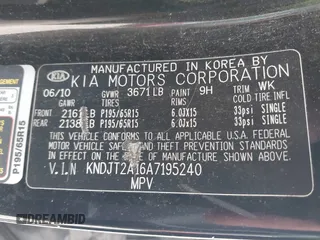 MANUFACTURED IN KOREA BY
KIA KIA MOTORS CORPORATION
06/10 GVWR 3671LB PAINT 9H TRIM WK
GAWR TIRES RIMS COLD TIRE INFL
FRONT 2161LB P195/65R15 6.0JX15 33psi SINGLE
REAR 2138LB P195/65R15 6.0JX15 33psi SINGLE
THIS VEHICLE CONFORMS TO ALL APPLICABLE U.S. FEDERAL
MOTOR VEHICLE SAFETY, BUMPER, AND THEFT PREVENTION
STANDARDS IN EFFECT ON THE DATE OF MANUFACTURE SHOWN ABOVE.
V.I.N KNDJT2A16A7195240
MPV
P195/65R15
DREAMBID